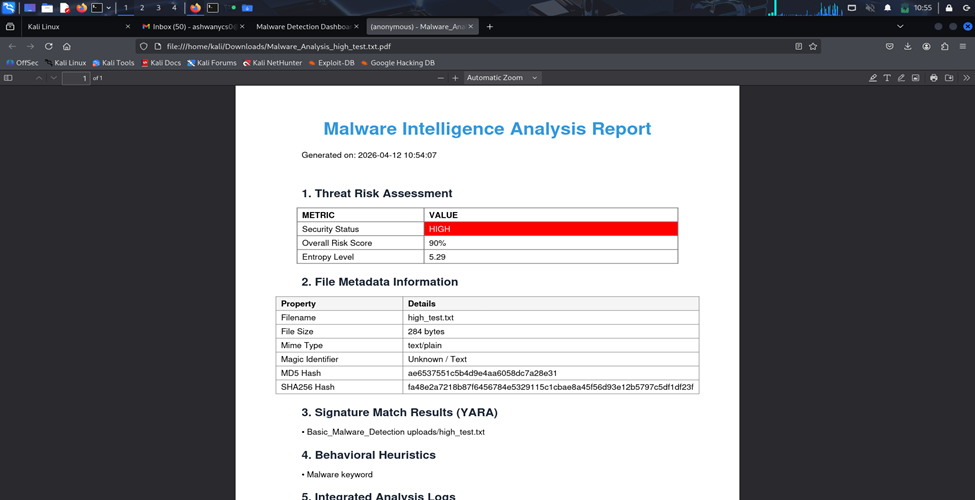 1 2 3 4
10:55
Kali Linux
Inbox (50) - ashwanycs0@
Malware Detection Dashboa
(anonymous) - Malware_Ana
file:///home/kali/Downloads/Malware_Analysis_high_test.txt.pdf
OffSec Kali Linux Kali Tools Kali Docs Kali Forums Kali NetHunter Exploit-DB Google Hacking DB
1 of 1
Automatic Zoom
Malware Intelligence Analysis Report
Generated on: 2026-04-12 10:54:07
1. Threat Risk Assessment
METRIC VALUE
Security Status HIGH
Overall Risk Score 90%
Entropy Level 5.29
2. File Metadata Information
Property Details
Filename high_test.txt
File Size 284 bytes
Mime Type text/plain
Magic Identifier Unknown / Text
MD5 Hash ae6537551c5b4d9e4aa6058dc7a28e31
SHA256 Hash fa48e2a7218b87f6456784e5329115c1cbae8a45f56d93e12b5797c5df1df23f
3. Signature Match Results (YARA)
• Basic_Malware_Detection uploads/high_test.txt
4. Behavioral Heuristics
• Malware keyword
5. Integrated Analysis Logs